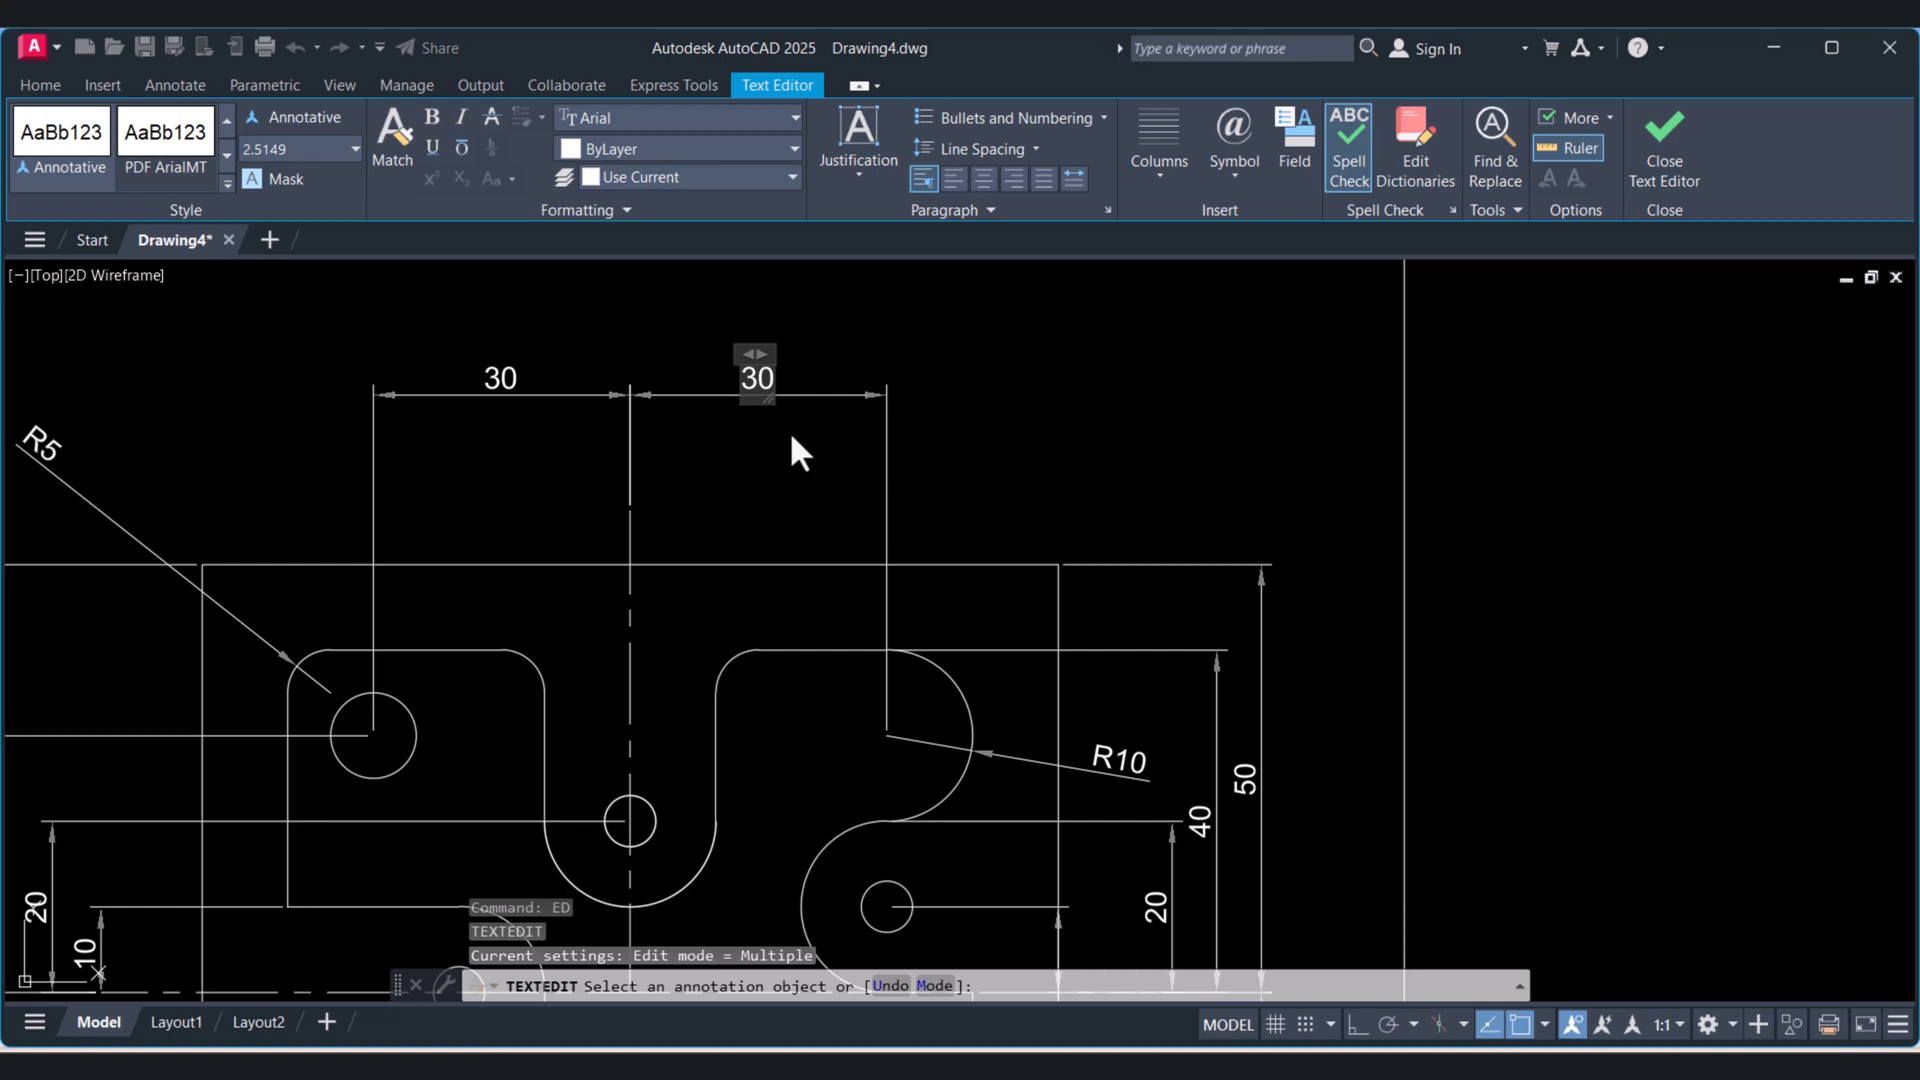 A Share Autodesk AutoCAD 2025 Drawing4.dwg Type a keyword or phrase Sign In
Home Insert Annotate Parametric View Manage Output Collaborate Express Tools Text Editor
AaBb123 AaBb123 Annotative
Annotative PDF ArialMT
2.5149
Mask
Style
Match
B I A
U O
Arial
ByLayer
Use Current
Aa
Formatting
Justification
Bullets and Numbering
Line Spacing
Paragraph
Columns
Symbol
Field
Insert
ABC
Spell
Check
Edit
Dictionaries
Spell Check
Find &
Replace
Tools
More
Ruler
Options
Close
Text Editor
Close
Start Drawing4*
[−][Top][2D Wireframe]
30 30
R5
R10
50
40
20
20
10
Command: ED
TEXTEDIT
Current settings: Edit mode = Multiple
TEXTEDIT Select an annotation object or [Undo Mode]:
Model Layout1 Layout2
MODEL 1:1